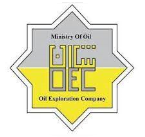 Ministry Of Oil
OEC
Oil Exploration Company